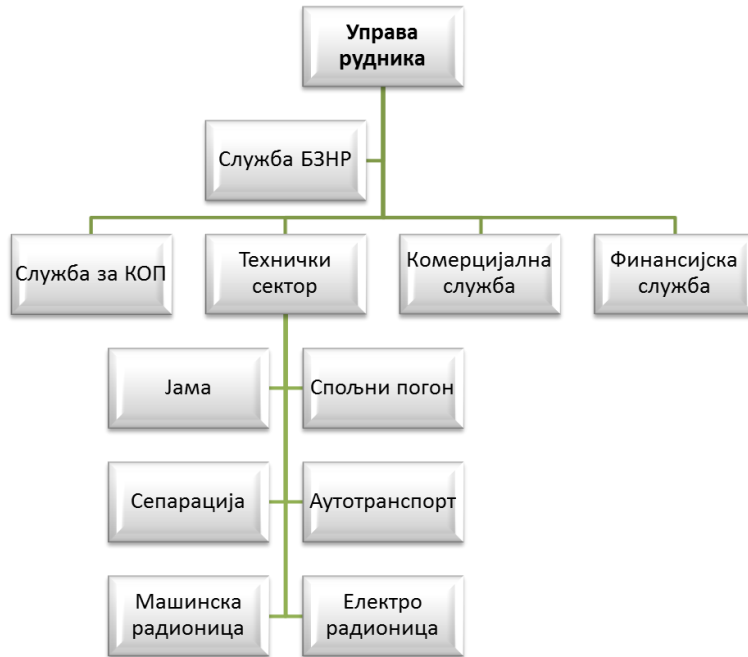 Управа
рудника
Служба БЗНР
Служба за КОП
Технички
сектор
Комерцијална
служба
Финансијска
служба
Јама
Спољни погон
Сепарација
Аутотранспорт
Машинска
радионица
Електро
радионица